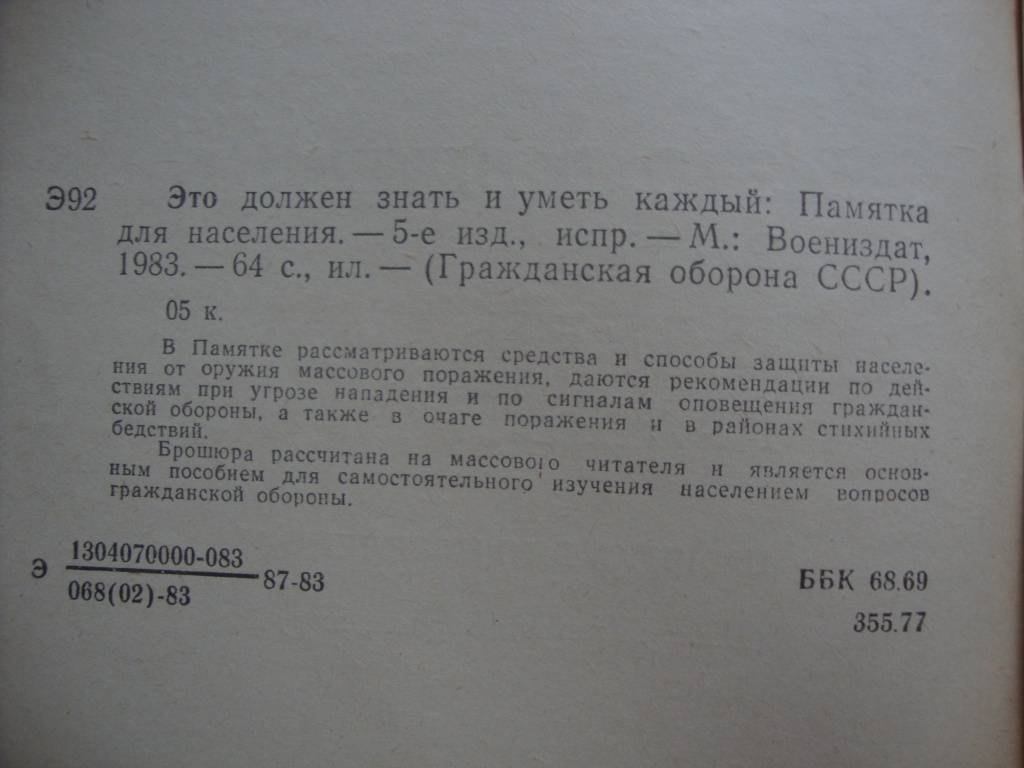 Э92 Это должен знать и уметь каждый: Памятка
для населения. — 5-е изд., испр. — М.: Воениздат,
1983. — 64 с., ил. — (Гражданская оборона СССР).
05 к.
В Памятке рассматриваются средства и способы защиты населе-
ния от оружия массового поражения, даются рекомендации по дей-
ствиям при угрозе нападения и по сигналам оповещения граждан-
ской обороны, а также в очаге поражения и в районах стихийных
бедствий.
Брошюра рассчитана на массового читателя и является основ-
ным пособием для самостоятельного изучения населением вопросов
гражданской обороны.
Э 1304070000-083 87-83
068(02)-83
ББК 68.69
355.77